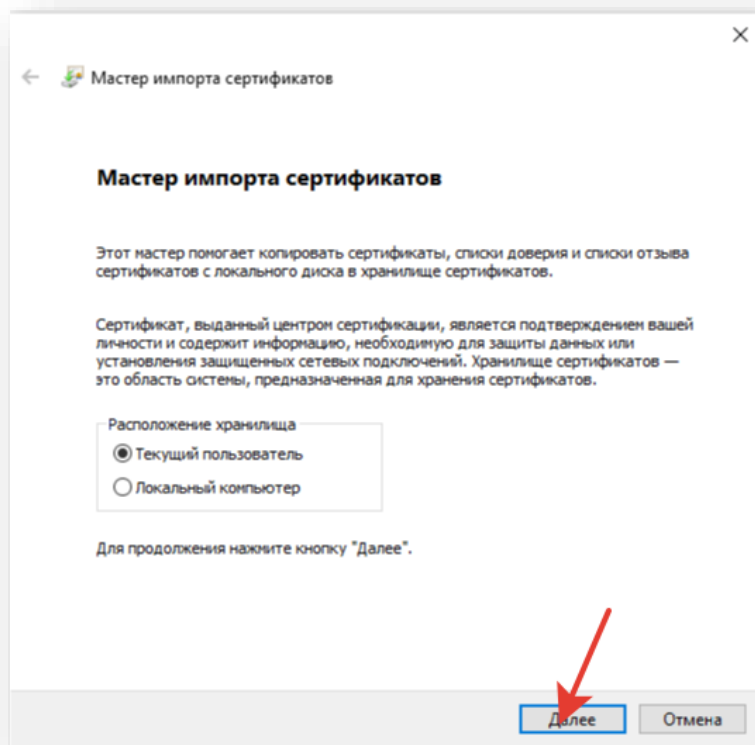 Мастер импорта сертификатов
Мастер импорта сертификатов
Этот мастер помогает копировать сертификаты, списки доверия и списки отзыва
сертификатов с локального диска в хранилище сертификатов.
Сертификат, выданный центром сертификации, является подтверждением вашей
личности и содержит информацию, необходимую для защиты данных или
установления защищенных сетевых подключений. Хранилище сертификатов —
это область системы, предназначенная для хранения сертификатов.
Расположение хранилища
Текущий пользователь
Локальный компьютер
Для продолжения нажмите кнопку "Далее".
Далее Отмена